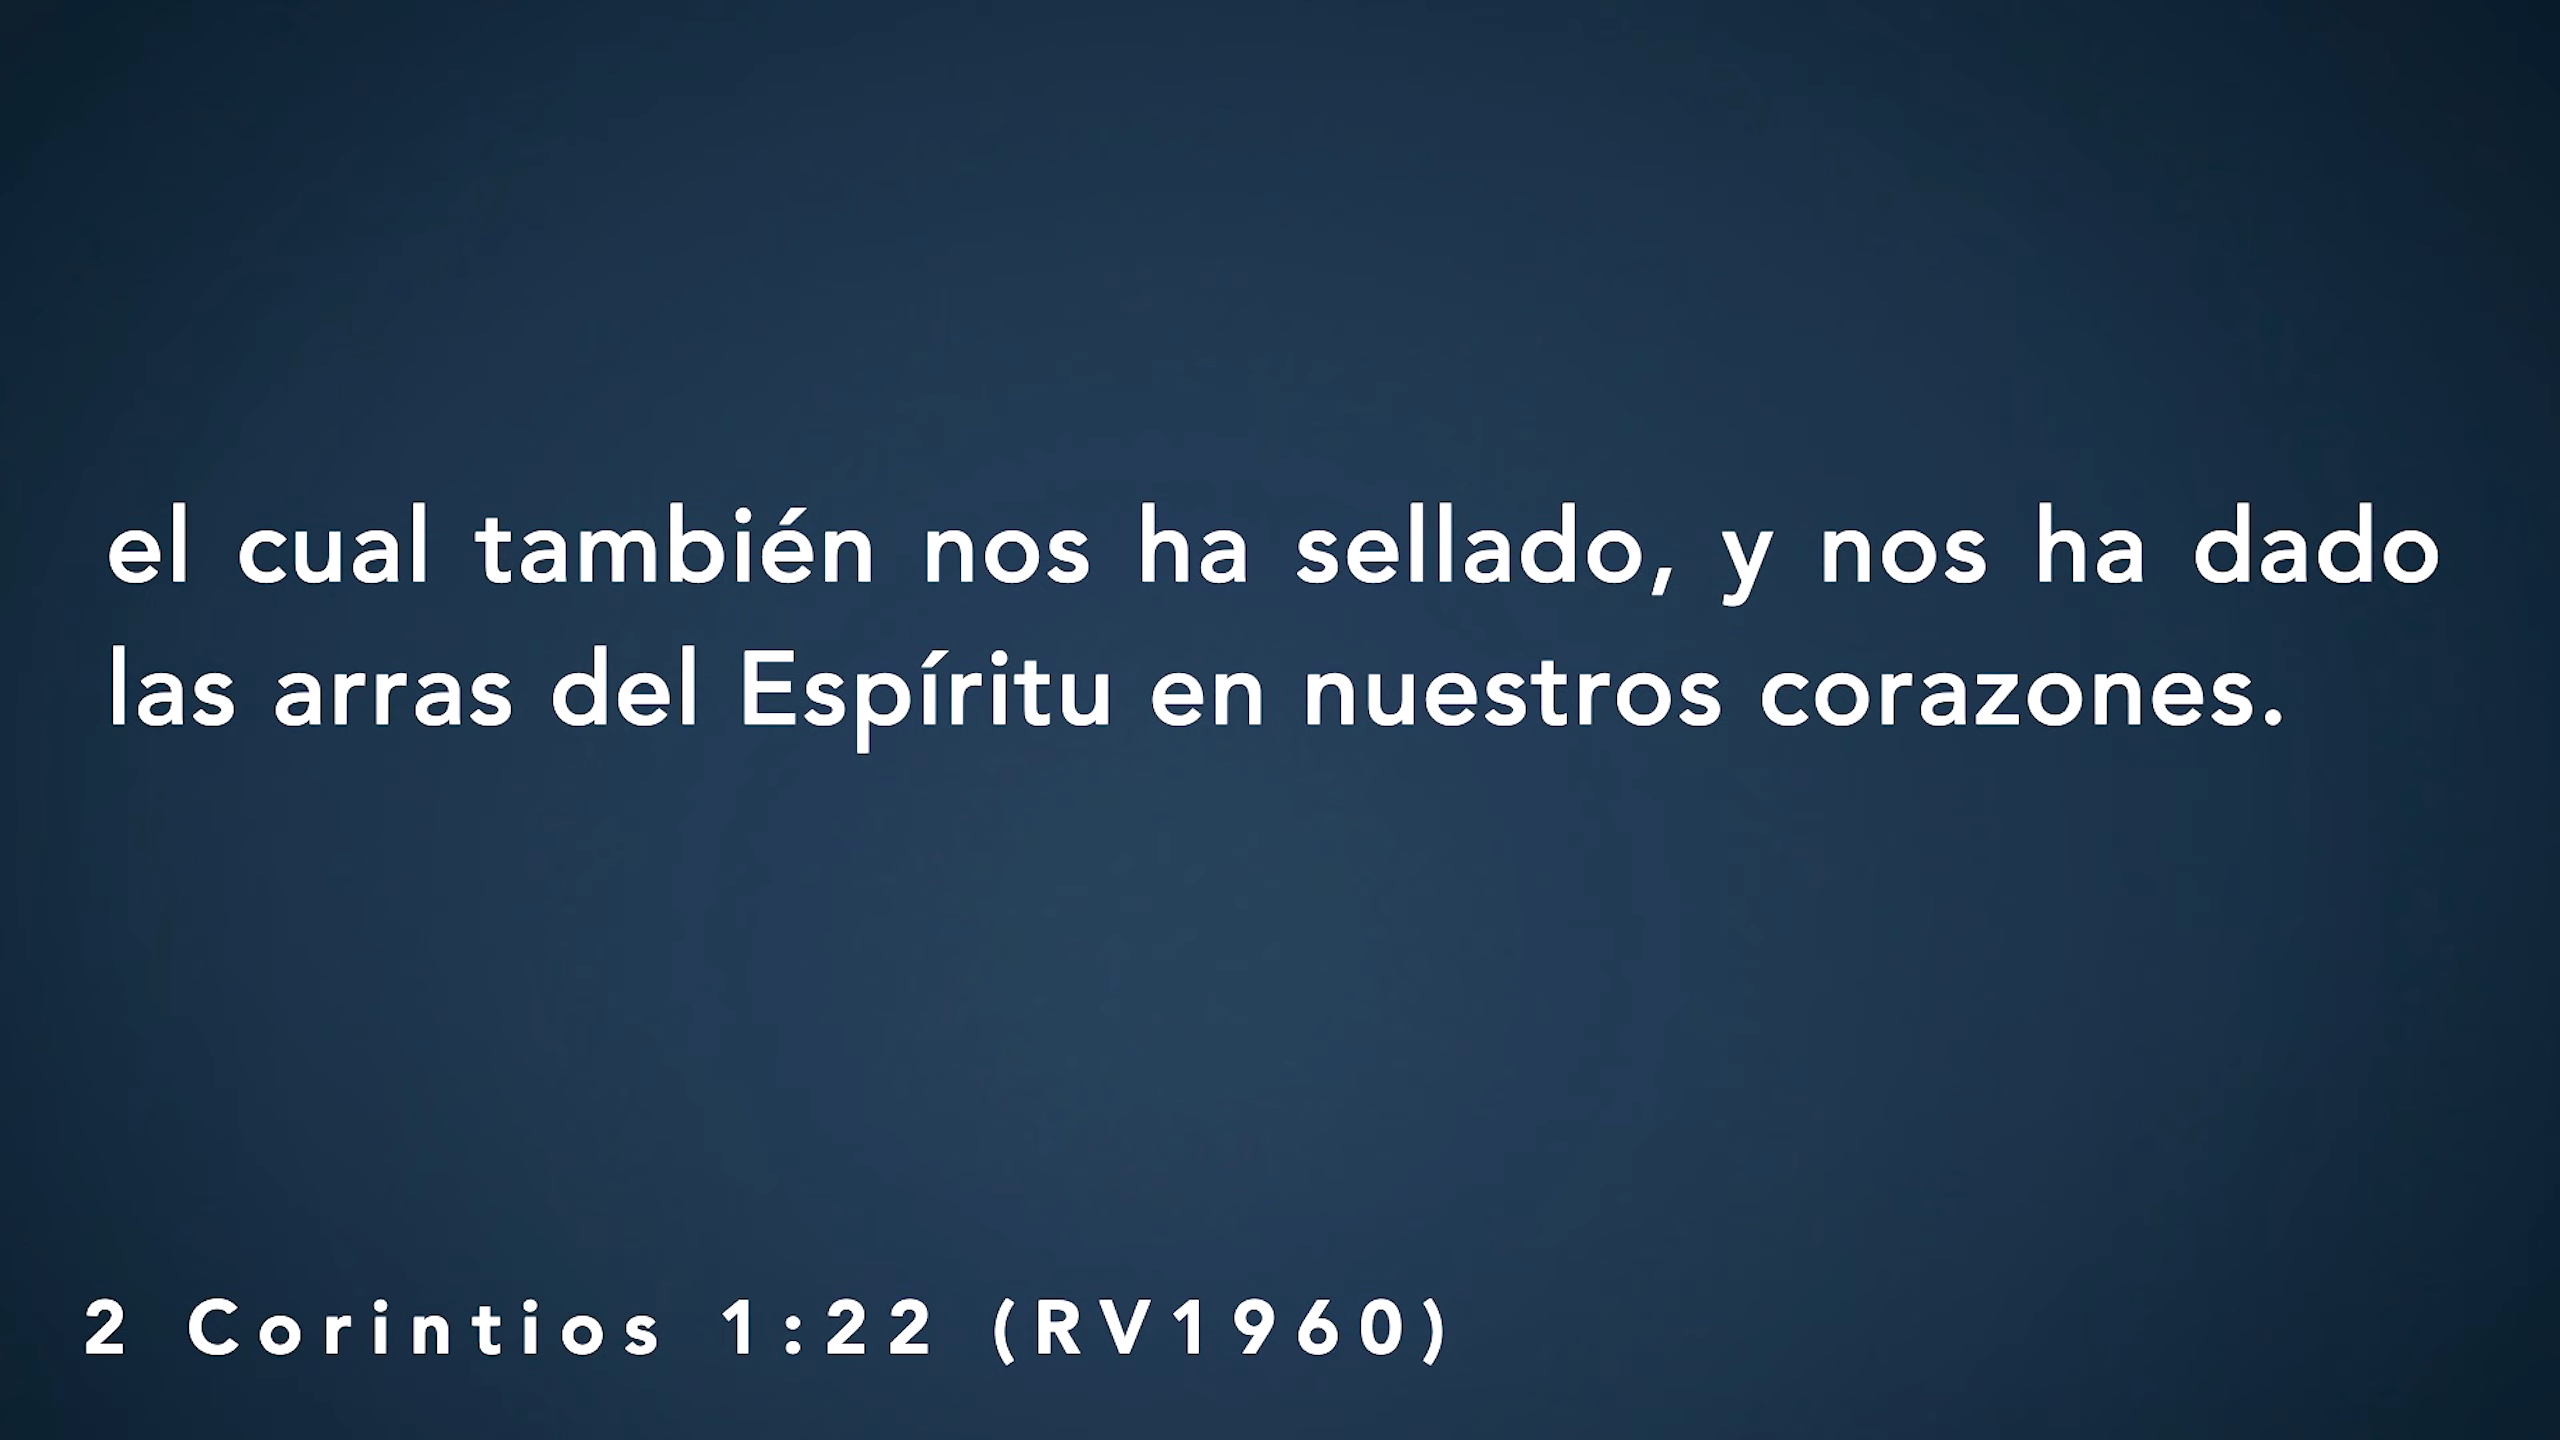 el cual también nos ha sellado, y nos ha dado
las arras del Espíritu en nuestros corazones.
2 Corintios 1:22 (RV1960)